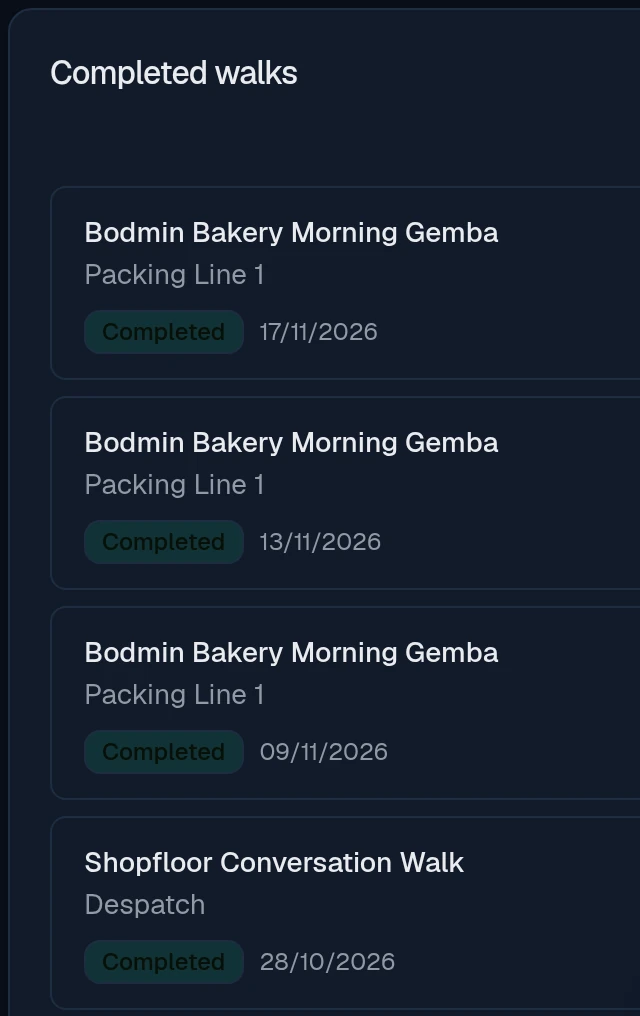 Completed walks
Bodmin Bakery Morning Gemba
Packing Line 1
Completed 17/11/2026
Bodmin Bakery Morning Gemba
Packing Line 1
Completed 13/11/2026
Bodmin Bakery Morning Gemba
Packing Line 1
Completed 09/11/2026
Shopfloor Conversation Walk
Despatch
Completed 28/10/2026